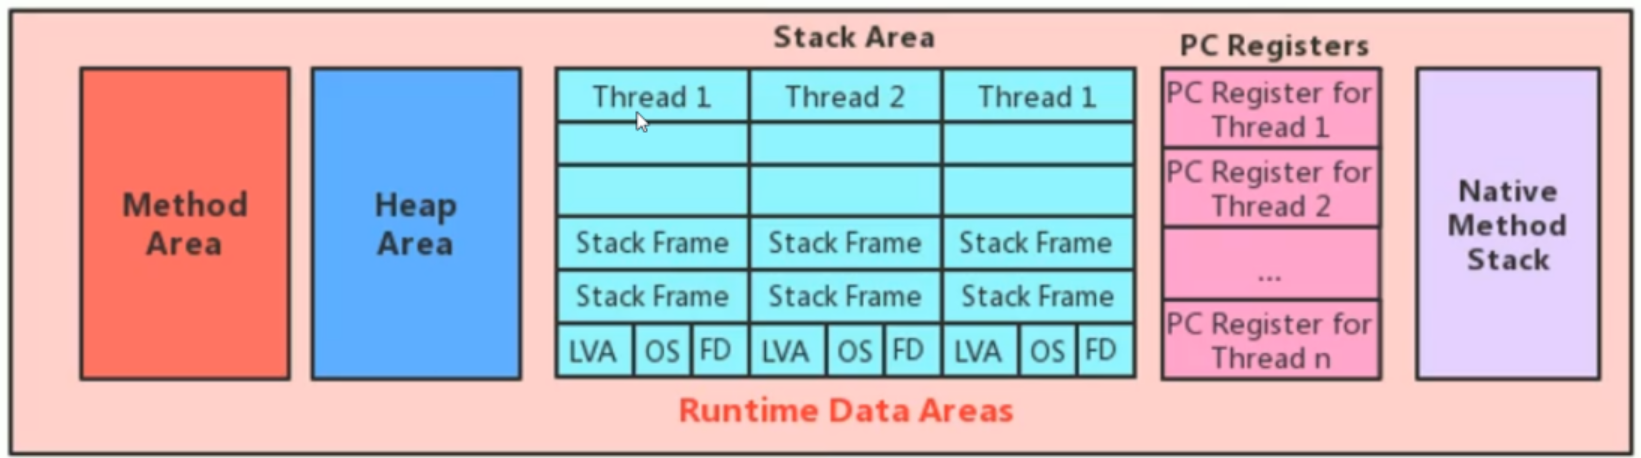 Stack Area
PC Registers
Method
Area
Heap
Area
Thread 1 Thread 2 Thread 1
Stack Frame Stack Frame Stack Frame
Stack Frame Stack Frame Stack Frame
LVA OS FD LVA OS FD LVA OS FD
PC Register for
Thread 1
PC Register for
Thread 2
...
PC Register for
Thread n
Native
Method
Stack
Runtime Data Areas